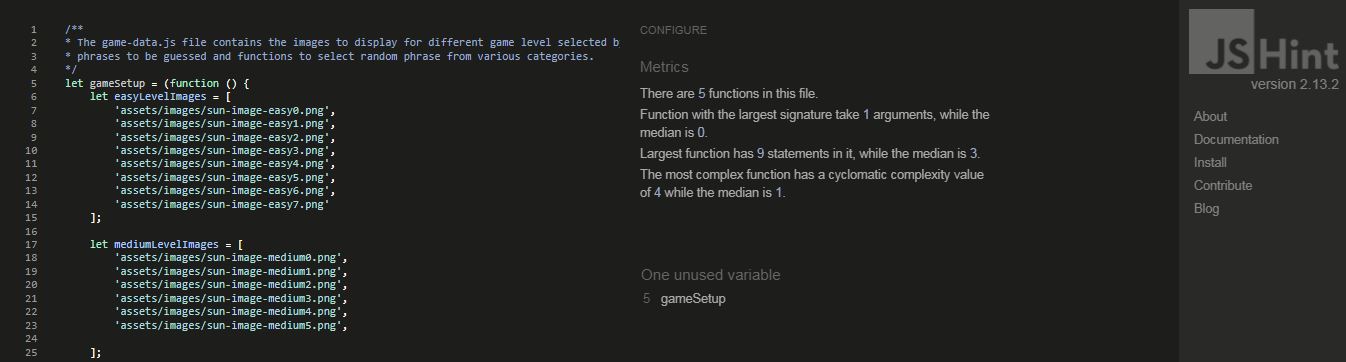 1 /**
2 * The game-data.js file contains the images to display for different game level selected by
3 * phrases to be guessed and functions to select random phrase from various categories.
4 */
5 let gameSetup = (function () {
6 let easyLevelImages = [
7 'assets/images/sun-image-easy0.png',
8 'assets/images/sun-image-easy1.png',
9 'assets/images/sun-image-easy2.png',
10 'assets/images/sun-image-easy3.png',
11 'assets/images/sun-image-easy4.png',
12 'assets/images/sun-image-easy5.png',
13 'assets/images/sun-image-easy6.png',
14 'assets/images/sun-image-easy7.png'
15 ];
16
17 let mediumLevelImages = [
18 'assets/images/sun-image-medium0.png',
19 'assets/images/sun-image-medium1.png',
20 'assets/images/sun-image-medium2.png',
21 'assets/images/sun-image-medium3.png',
22 'assets/images/sun-image-medium4.png',
23 'assets/images/sun-image-medium5.png',
24
25 ];
CONFIGURE
Metrics
There are 5 functions in this file.
Function with the largest signature take 1 arguments, while the
median is 0.
Largest function has 9 statements in it, while the median is 3.
The most complex function has a cyclomatic complexity value
of 4 while the median is 1.
One unused variable
5 gameSetup
JSHint
version 2.13.2
About
Documentation
Install
Contribute
Blog